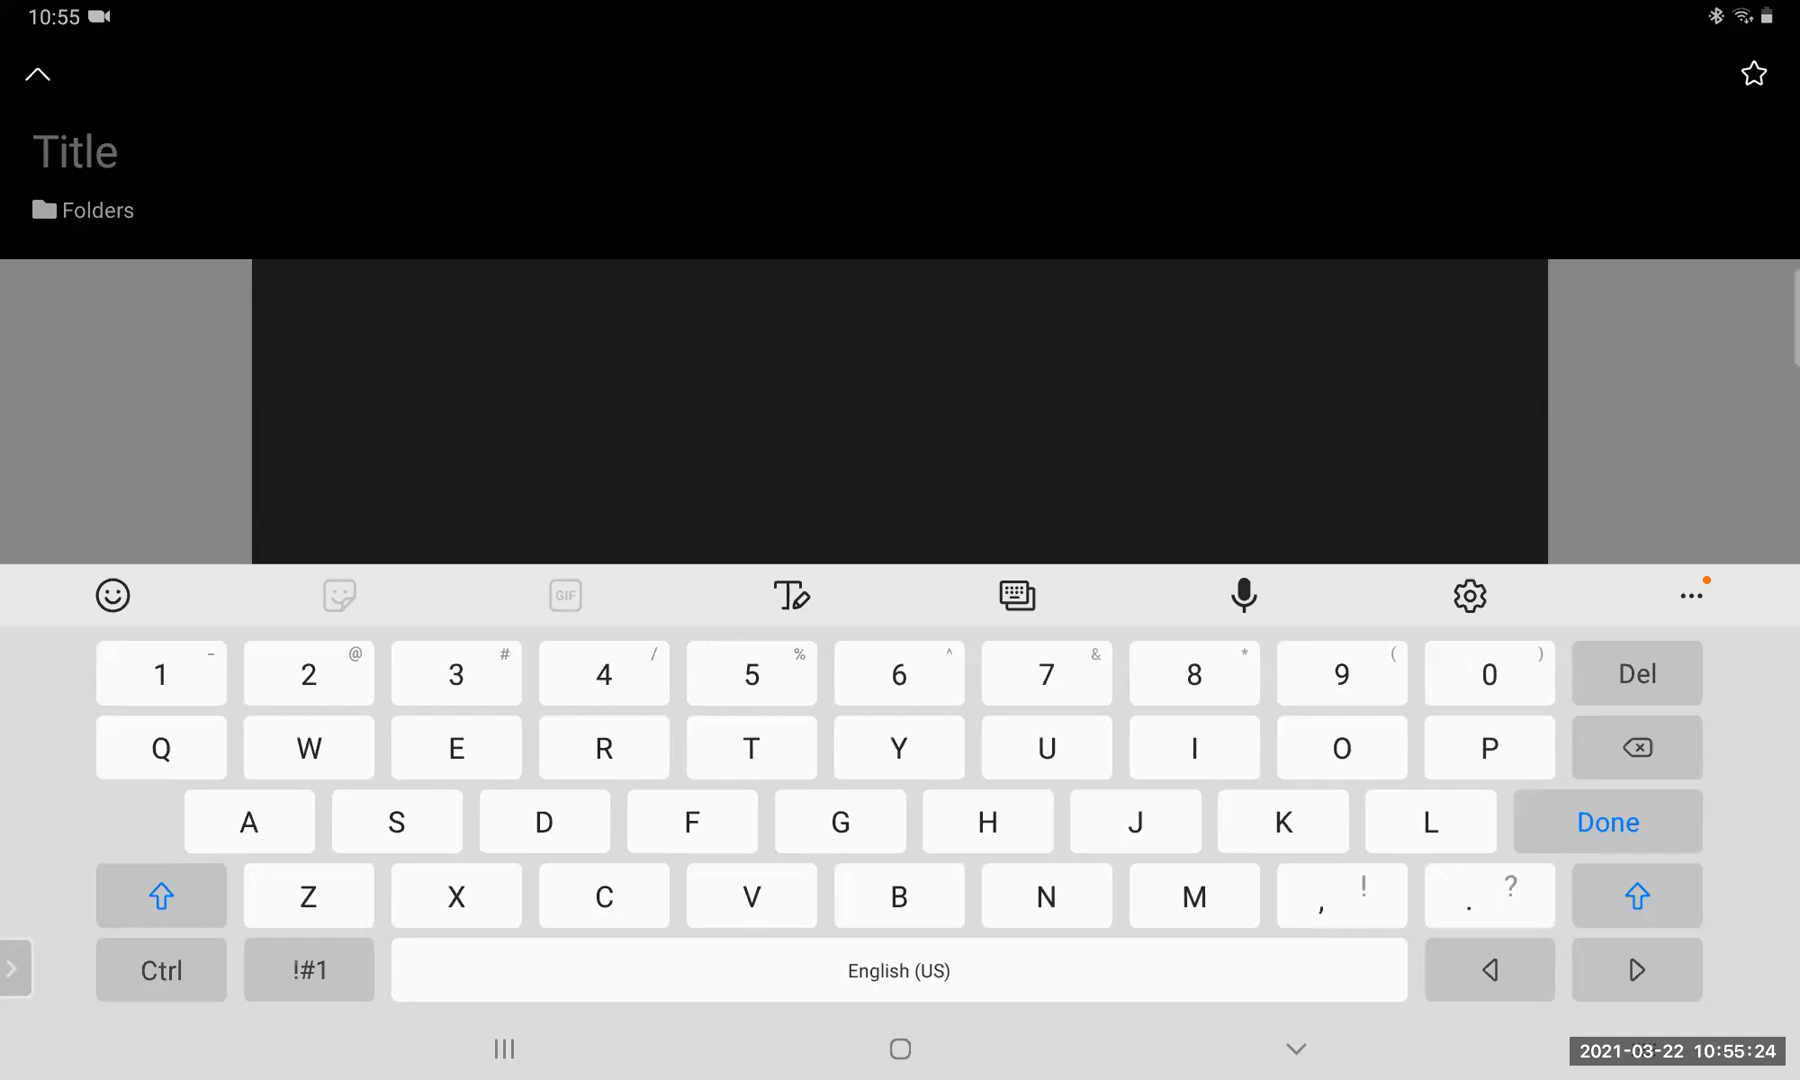 10:55
Title
Folders
GIF
1 - 2 @ 3 # 4 / 5 % 6 ^ 7 & 8 * 9 ( 0 ) Del
Q W E R T Y U I O P
A S D F G H J K L Done
Z X C V B N M , ! . ?
Ctrl !#1 English (US)
2021-03-22 10:55:24